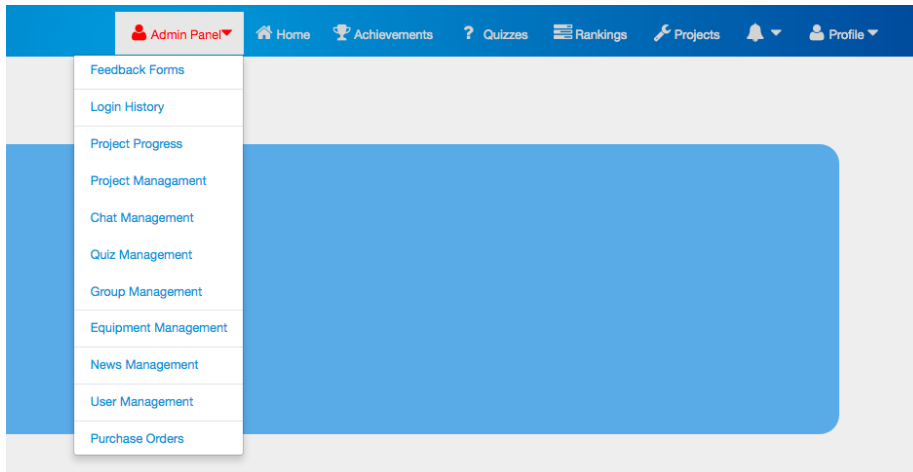 Admin Panel Home Achievements ? Quizzes Rankings Projects Profile
Feedback Forms
Login History
Project Progress
Project Managament
Chat Management
Quiz Management
Group Management
Equipment Management
News Management
User Management
Purchase Orders